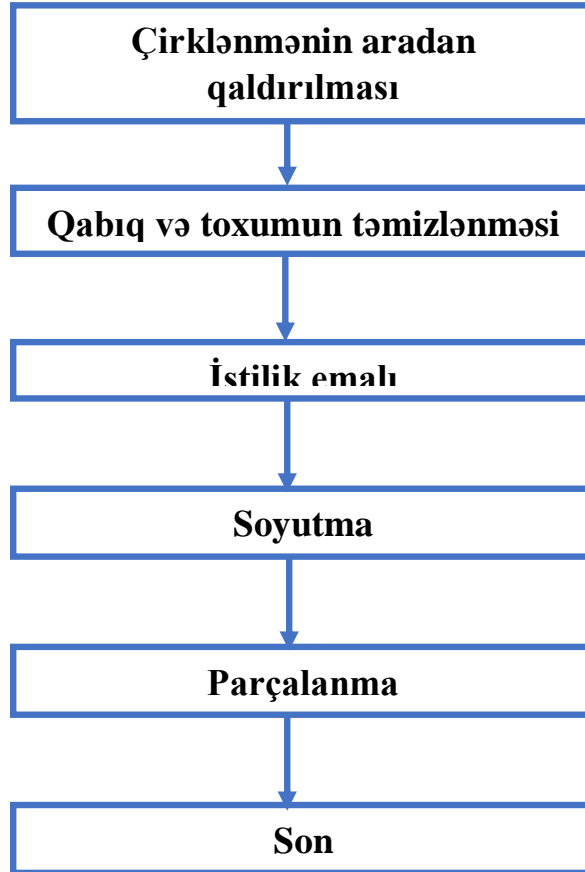 Çirklənmənin aradan
qaldırılması
Qabıq və toxumun təmizlənməsi
İstilik emalı
Soyutma
Parçalanma
Son